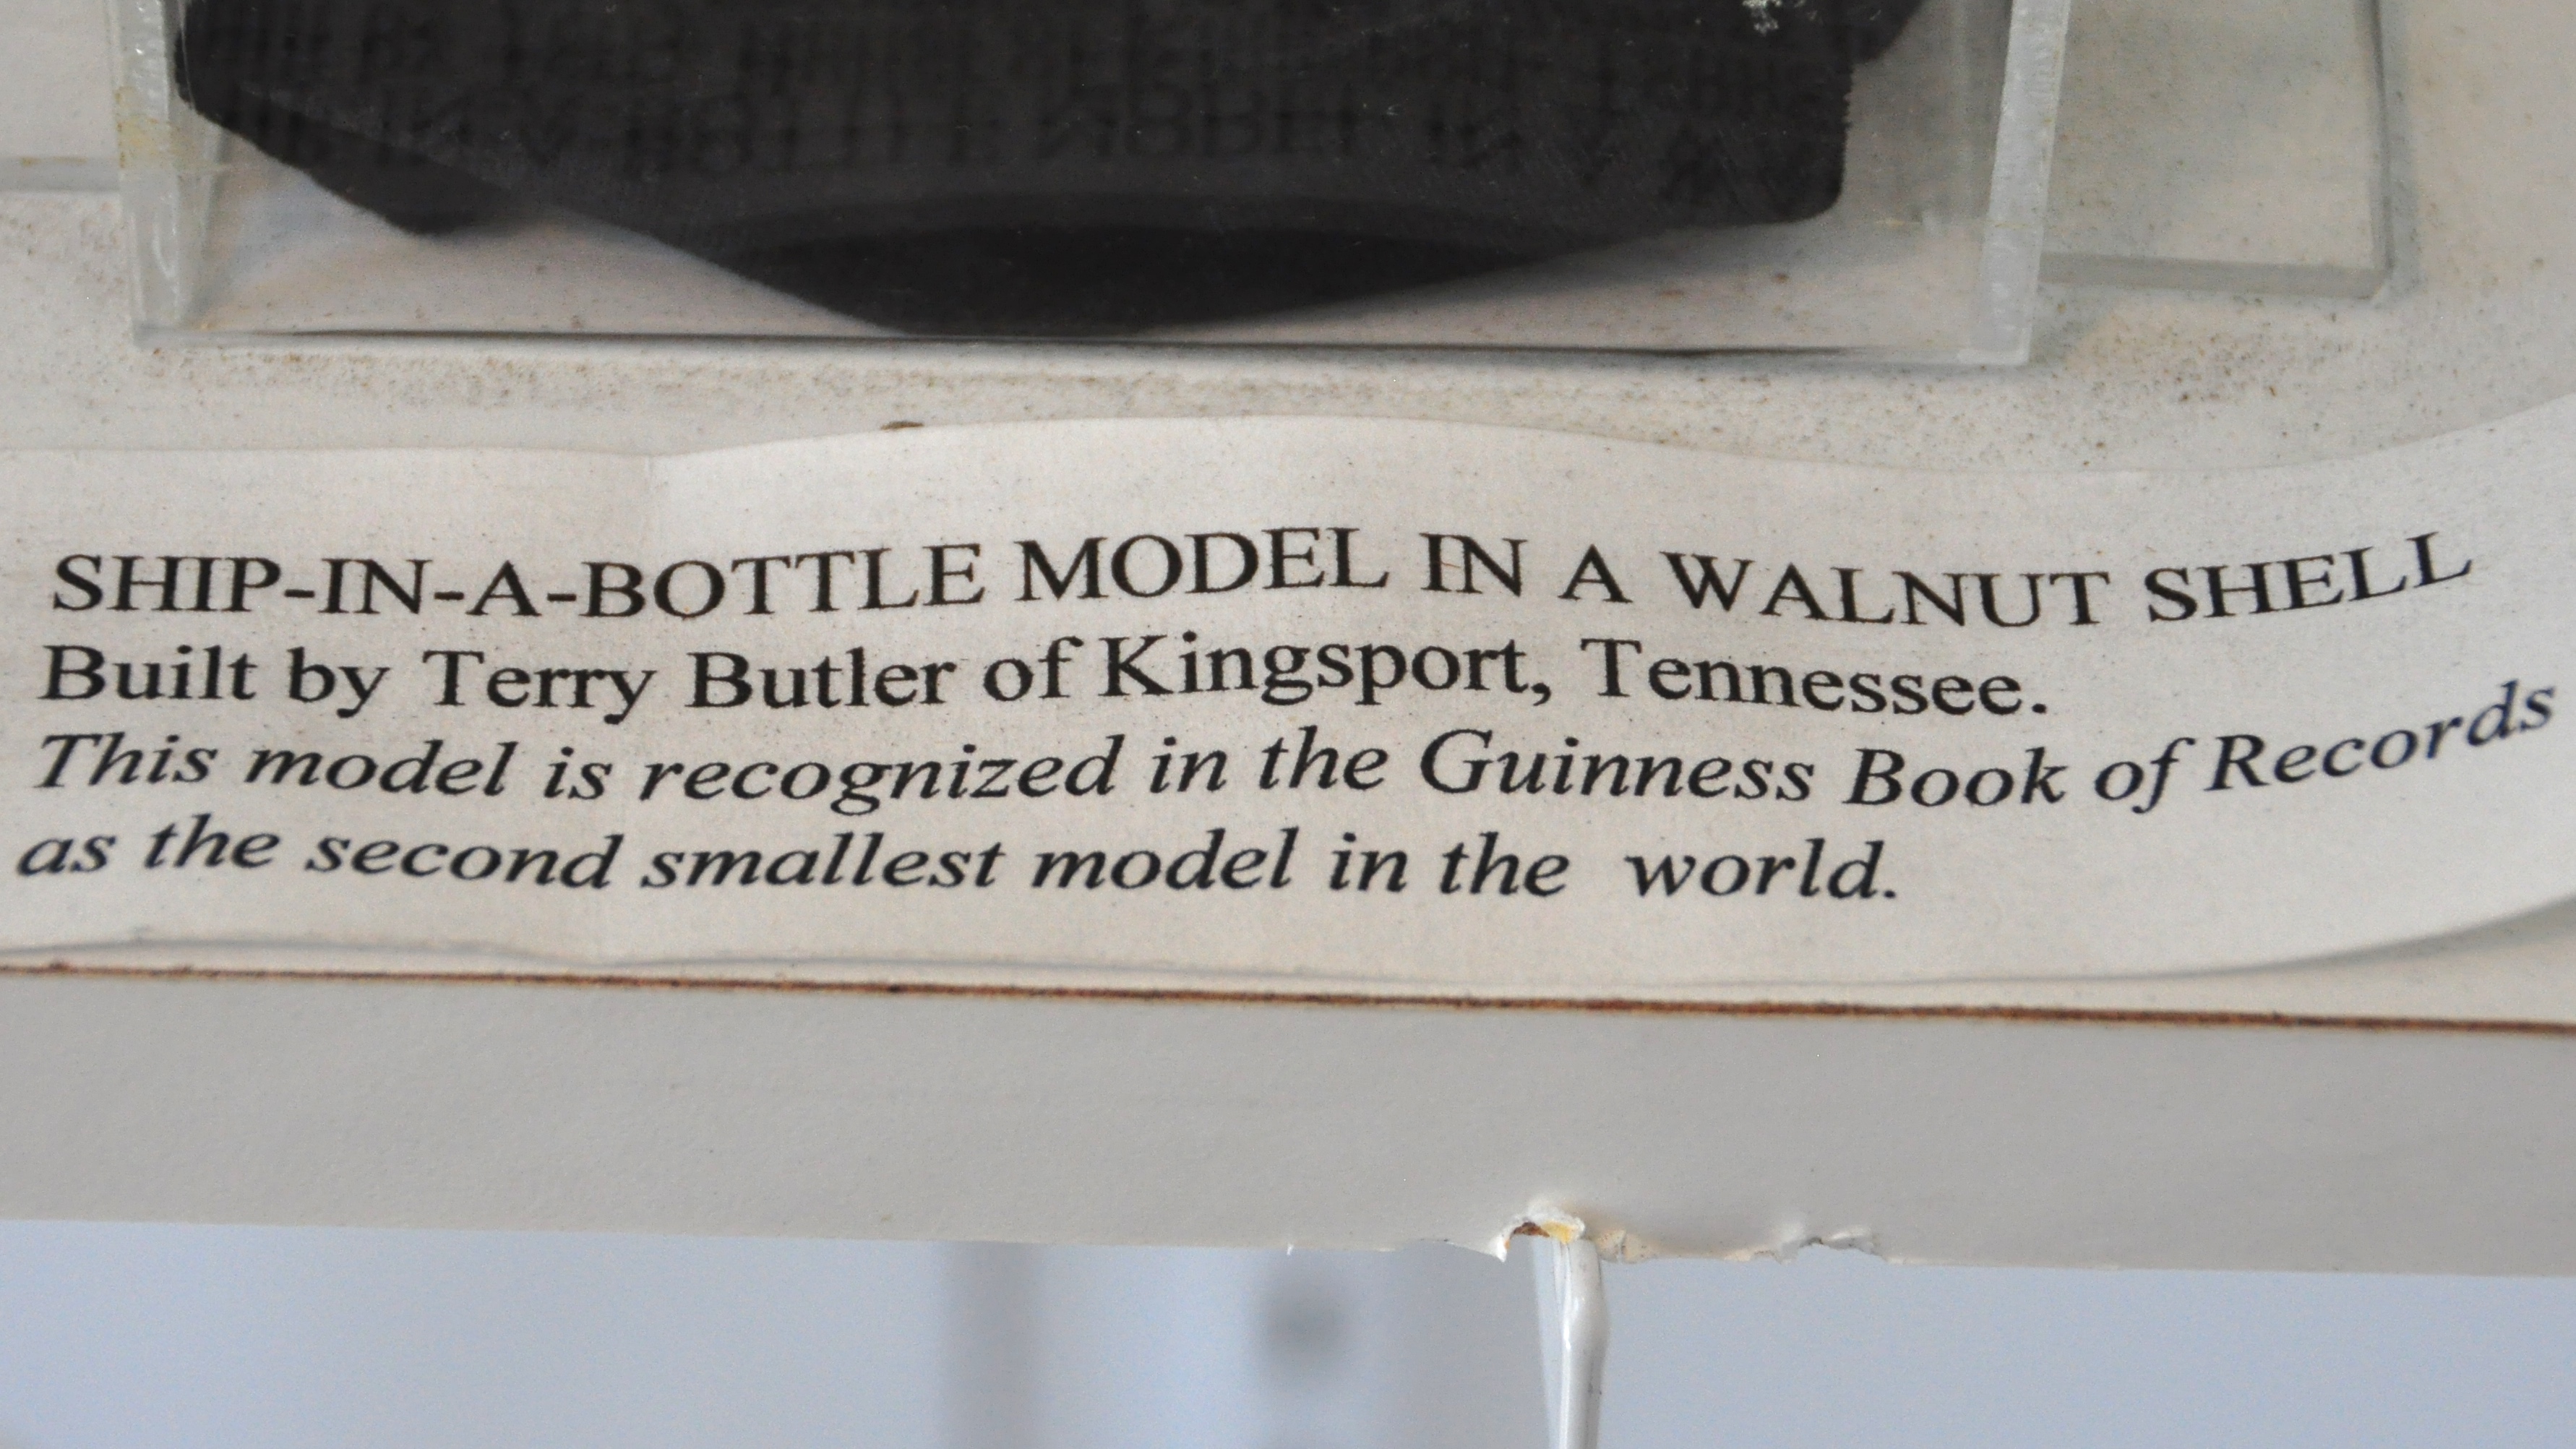 SHIP-IN-A-BOTTLE MODEL IN A WALNUT SHELL
Built by Terry Butler of Kingsport, Tennessee.
This model is recognized in the Guinness Book of Records
as the second smallest model in the world.